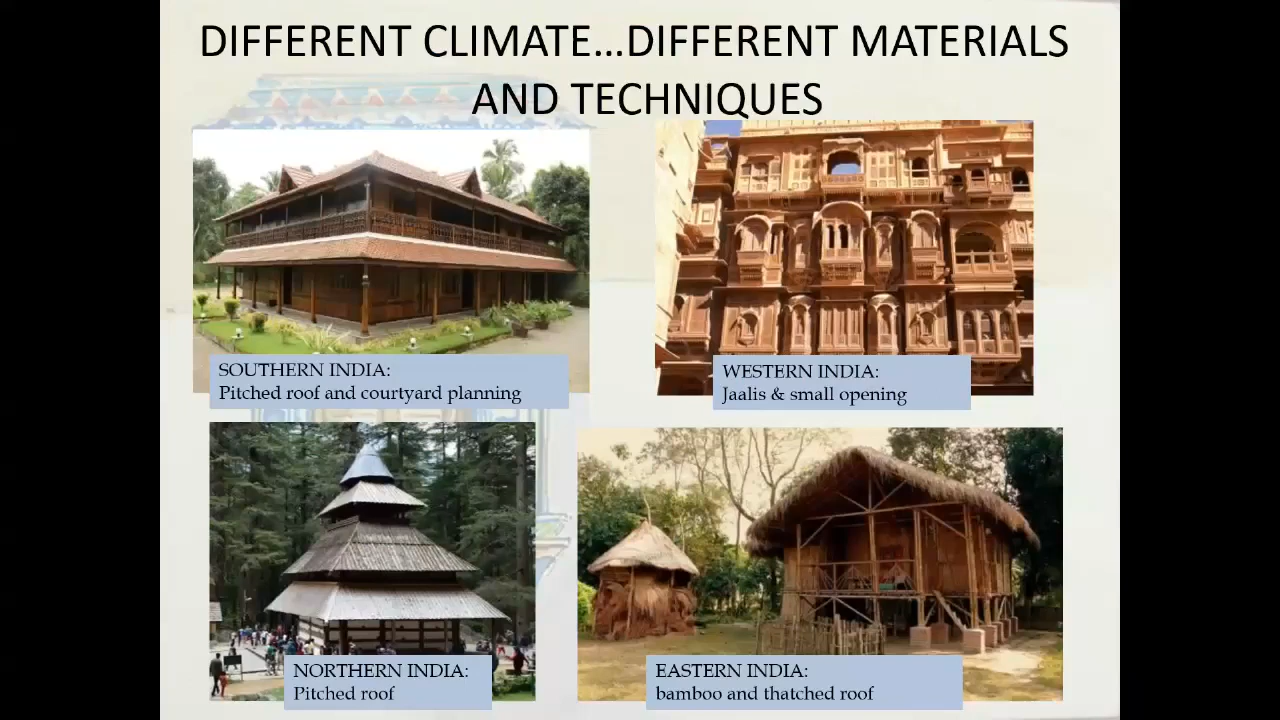 DIFFERENT CLIMATE…DIFFERENT MATERIALS
AND TECHNIQUES
SOUTHERN INDIA:
Pitched roof and courtyard planning
WESTERN INDIA:
Jaalis & small opening
NORTHERN INDIA:
Pitched roof
EASTERN INDIA:
bamboo and thatched roof